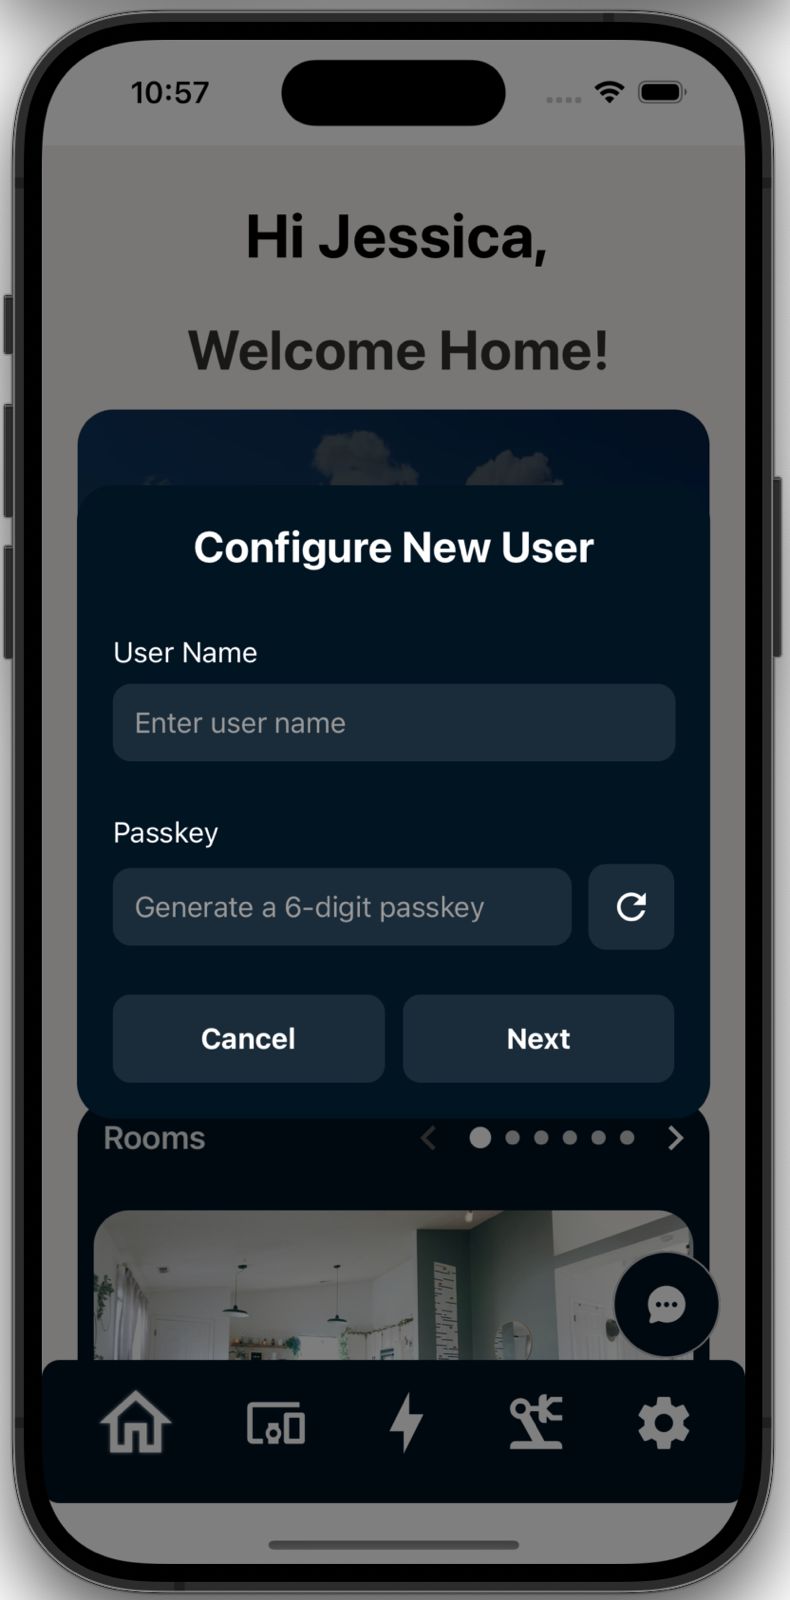 10:57
Hi Jessica,
Welcome Home!
Configure New User
User Name
Enter user name
Passkey
Generate a 6-digit passkey
Cancel
Next
Rooms